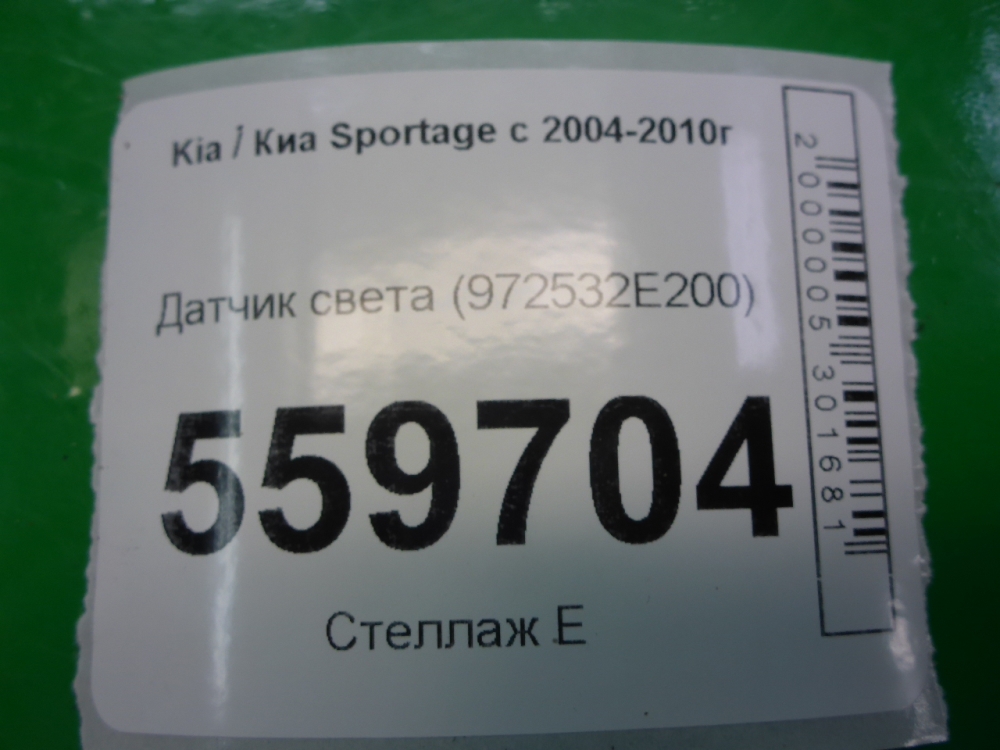 Kia / Киа Sportage с 2004-2010г
Датчик света (972532E200)
559704
Стеллаж E
2000005301681